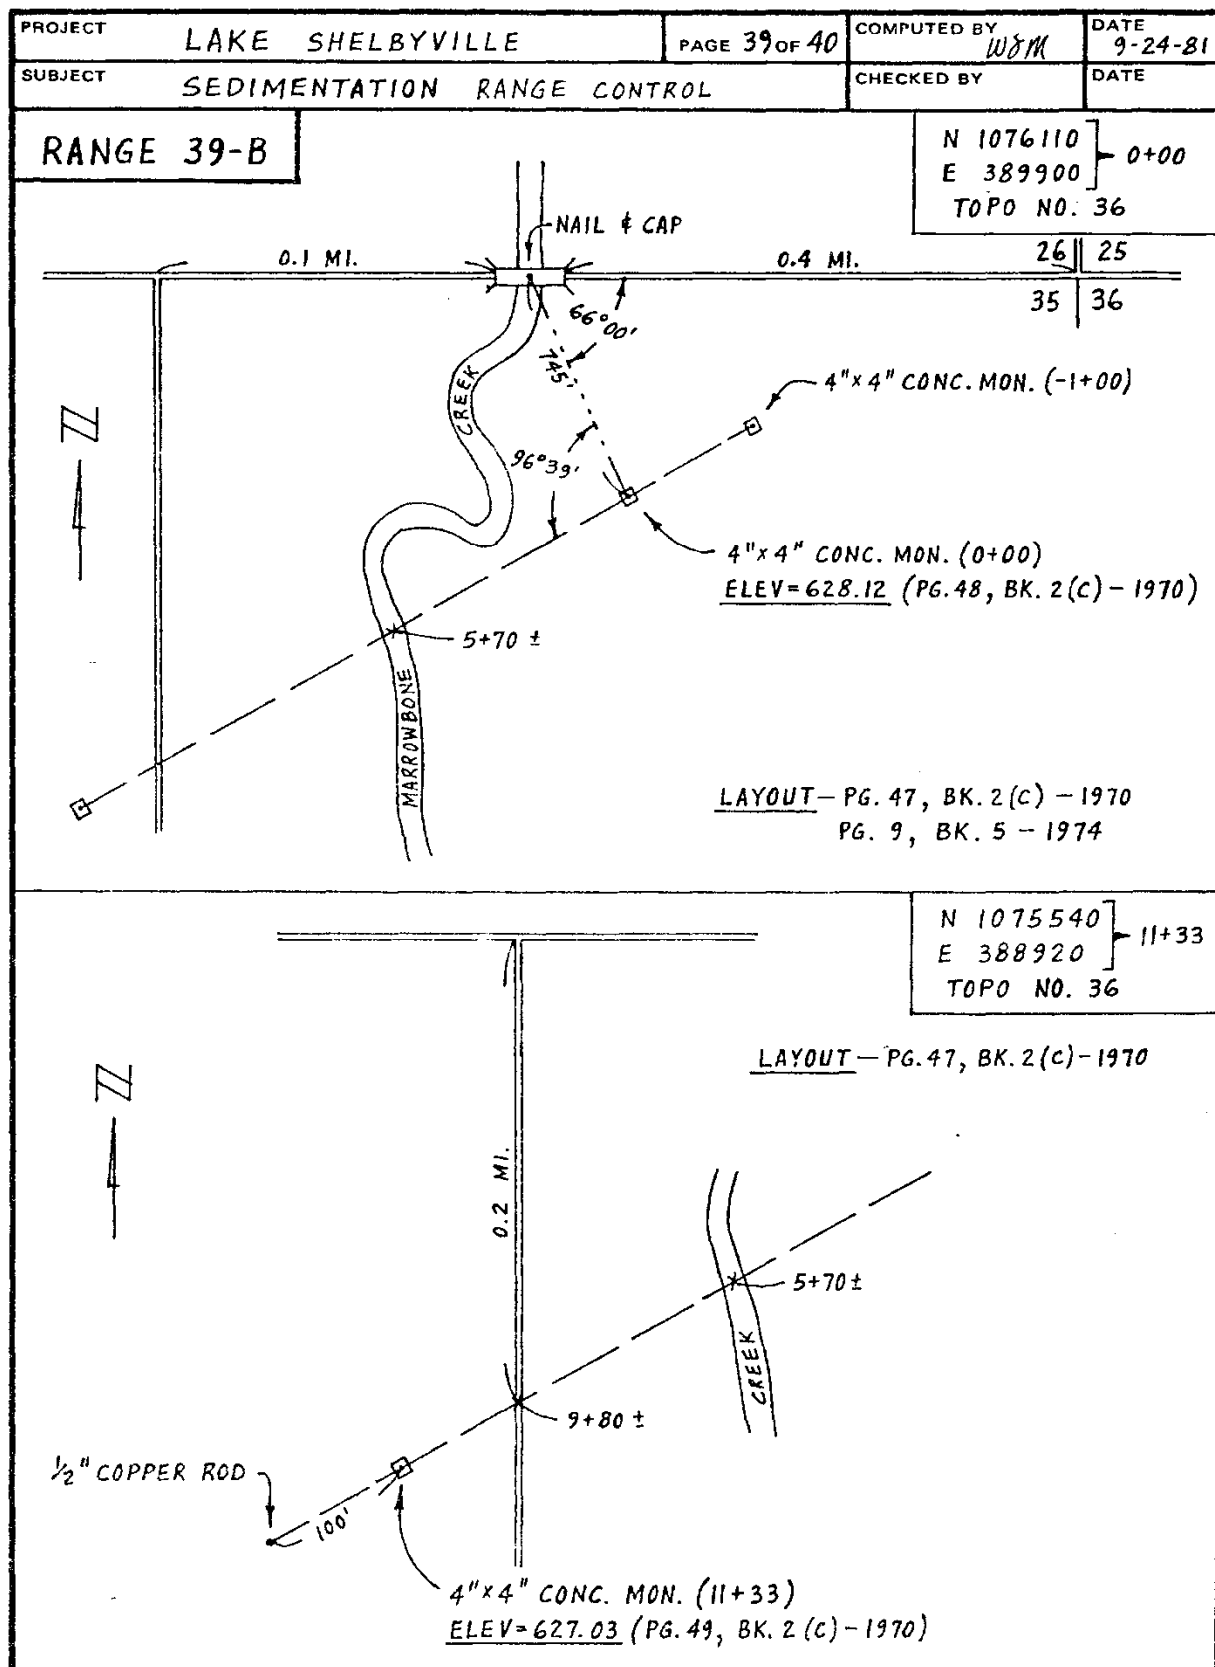 PROJECT LAKE SHELBYVILLE PAGE 39 OF 40 COMPUTED BY WJM DATE 9-24-81
SUBJECT SEDIMENTATION RANGE CONTROL CHECKED BY DATE
RANGE 39-B
N 1076110
E 389900
0+00
TOPO NO. 36
NAIL & CAP
0.1 MI.
0.4 MI.
26 25
35 36
66°00'
745'
CREEK
4"x4" CONC. MON. (-1+00)
N
96°39'
4"x4" CONC. MON. (0+00)
ELEV=628.12 (PG.48, BK. 2(C)-1970)
5+70 ±
MARROWBONE
LAYOUT-PG. 47, BK. 2(C)-1970
PG. 9, BK. 5-1974
N 1075540
E 388920
11+33
TOPO NO. 36
LAYOUT-PG.47, BK. 2(C)-1970
N
0.2 MI.
5+70±
CREEK
9+80 ±
1/2" COPPER ROD
100'
4"x4" CONC. MON. (11+33)
ELEV=627.03 (PG. 49, BK. 2(C)-1970)